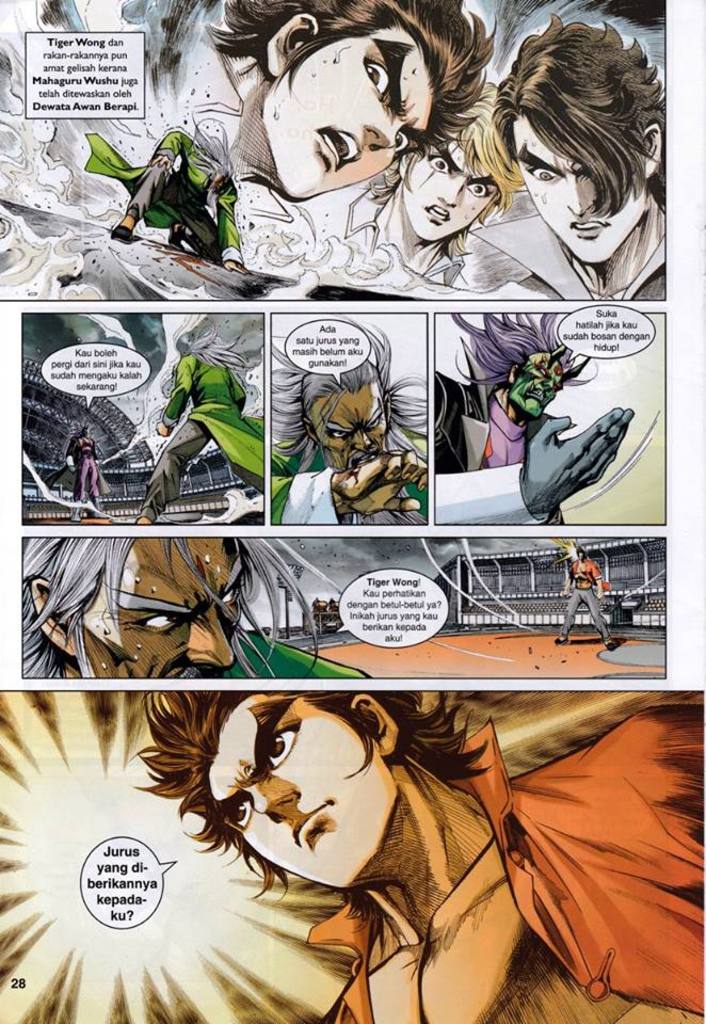 Tiger Wong dan
rakan-rakannya pun
amat gelisah kerana
Mahaguru Wushu juga
telah ditewaskan oleh
Dewata Awan Berapi.
Kau boleh
pergi dari sini jika kau
sudah mengaku kalah
sekarang!
Ada
satu jurus yang
masih belum aku
gunakan!
Suka
hatilah jika kau
sudah bosan dengan
hidup!
Tiger Wong!
Kau perhatikan
dengan betul-betul ya?
Inikah jurus yang kau
berikan kepada
aku!
Jurus
yang di-
berikannya
kepada-
ku?
28